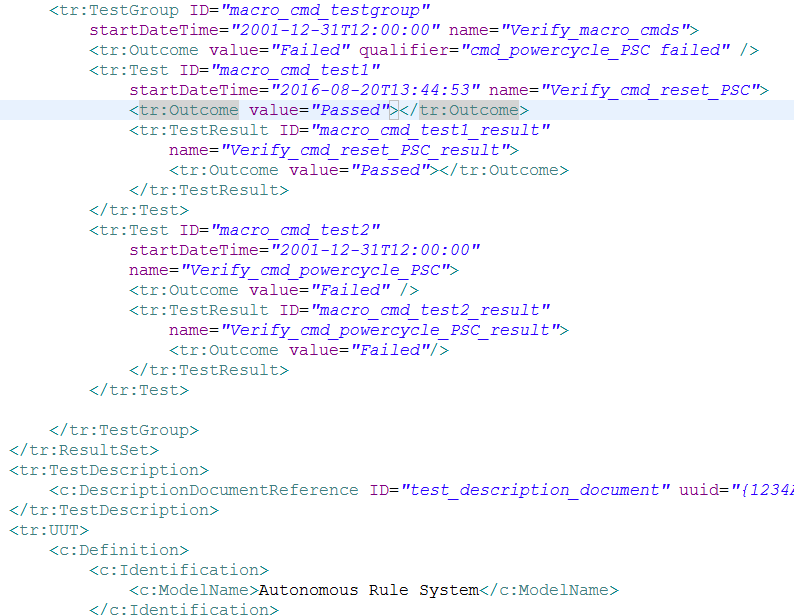 <tr:TestGroup ID="macro_cmd_testgroup"
startDateTime="2001-12-31T12:00:00" name="Verify_macro_cmds">
<tr:Outcome value="Failed" qualifier="cmd_powercycle_PSC failed" />
<tr:Test ID="macro_cmd_test1"
startDateTime="2016-08-20T13:44:53" name="Verify_cmd_reset_PSC">
<tr:Outcome value="Passed"></tr:Outcome>
<tr:TestResult ID="macro_cmd_test1_result"
name="Verify_cmd_reset_PSC_result">
<tr:Outcome value="Passed"></tr:Outcome>
</tr:TestResult>
</tr:Test>
<tr:Test ID="macro_cmd_test2"
startDateTime="2001-12-31T12:00:00"
name="Verify_cmd_powercycle_PSC">
<tr:Outcome value="Failed" />
<tr:TestResult ID="macro_cmd_test2_result"
name="Verify_cmd_powercycle_PSC_result">
<tr:Outcome value="Failed"/>
</tr:TestResult>
</tr:Test>
</tr:TestGroup>
</tr:ResultSet>
<tr:TestDescription>
<c:DescriptionDocumentReference ID="test_description_document" uuid="{1234
</tr:TestDescription>
<tr:UUT>
<c:Definition>
<c:Identification>
<c:ModelName>Autonomous Rule System</c:ModelName>
</c:Identification>